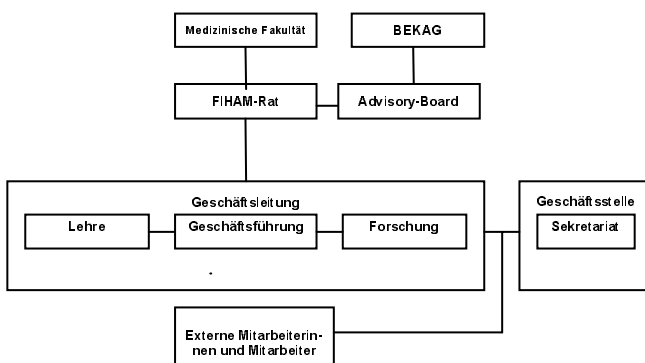 Medizinische Fakultät
BEKAG
FIHAM-Rat
Advisory-Board
Geschäftsleitung
Geschäftsstelle
Lehre
Geschäftsführung
Forschung
Sekretariat
Externe Mitarbeiterin-
nen und Mitarbeiter